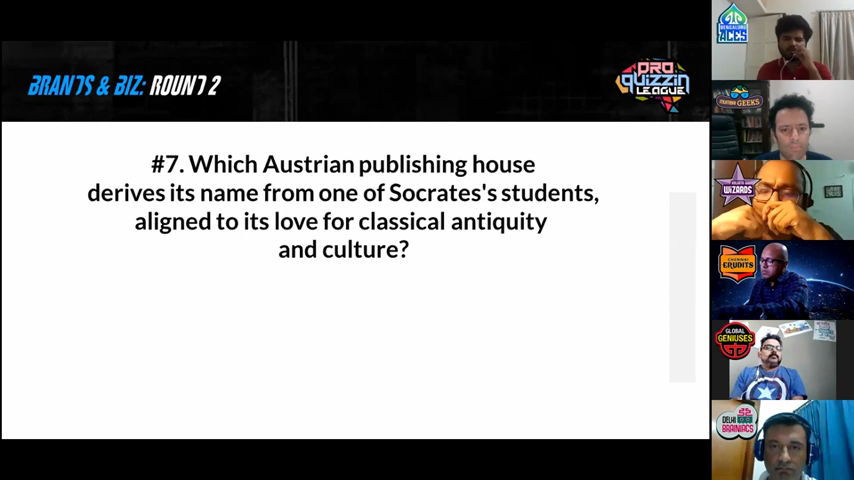 BRANDS & BIZ: ROUND 2
PRO
QUIZZIN
LEAGUE
#7. Which Austrian publishing house
derives its name from one of Socrates's students,
aligned to its love for classical antiquity
and culture?
BENGALURU
ACES
MUMBAI GEEKS
WIZARDS
CHENNAI
ERUDITS
GLOBAL
GENIUSES
DELHI
BRAINIACS